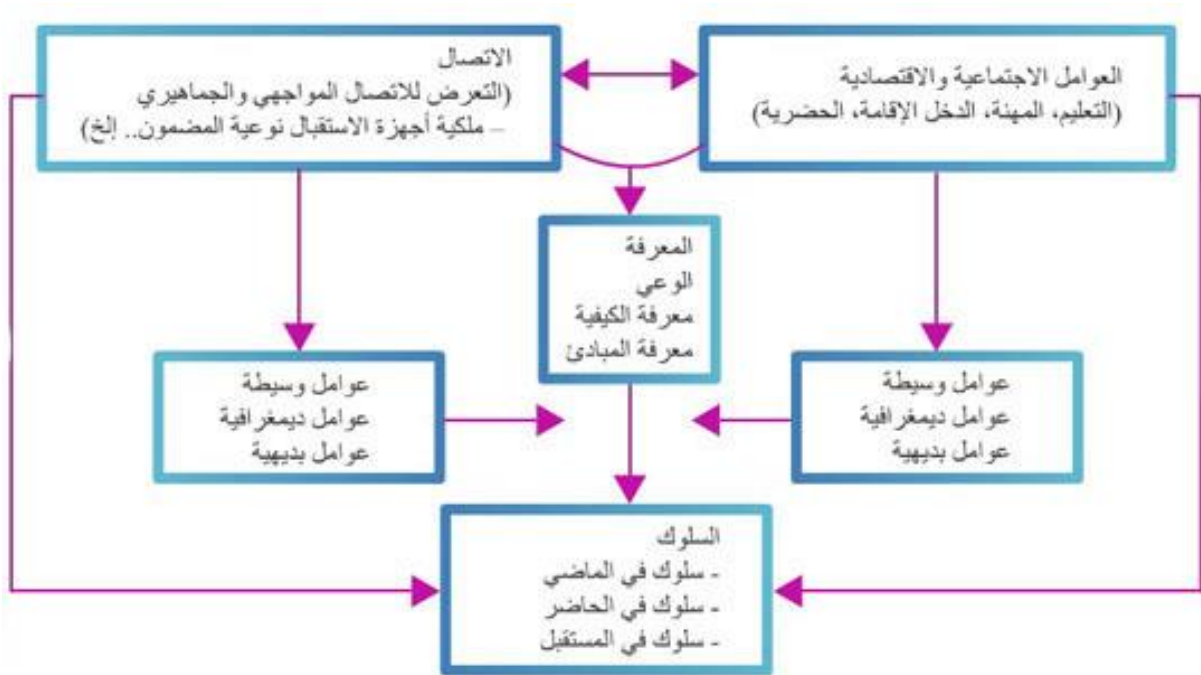 العوامل الاجتماعية والاقتصادية
(التعليم، المهنة، الدخل الإقامة، الحضرية)
الاتصال
(التعرض للاتصال المواجهي والجماهيري
– ملكية أجهزة الاستقبال نوعية المضمون.. إلخ)
المعرفة
الوعي
معرفة الكيفية
معرفة المبادئ
عوامل وسيطة
عوامل ديمغرافية
عوامل بديهية
عوامل وسيطة
عوامل ديمغرافية
عوامل بديهية
السلوك
- سلوك في الماضي
- سلوك في الحاضر
- سلوك في المستقبل